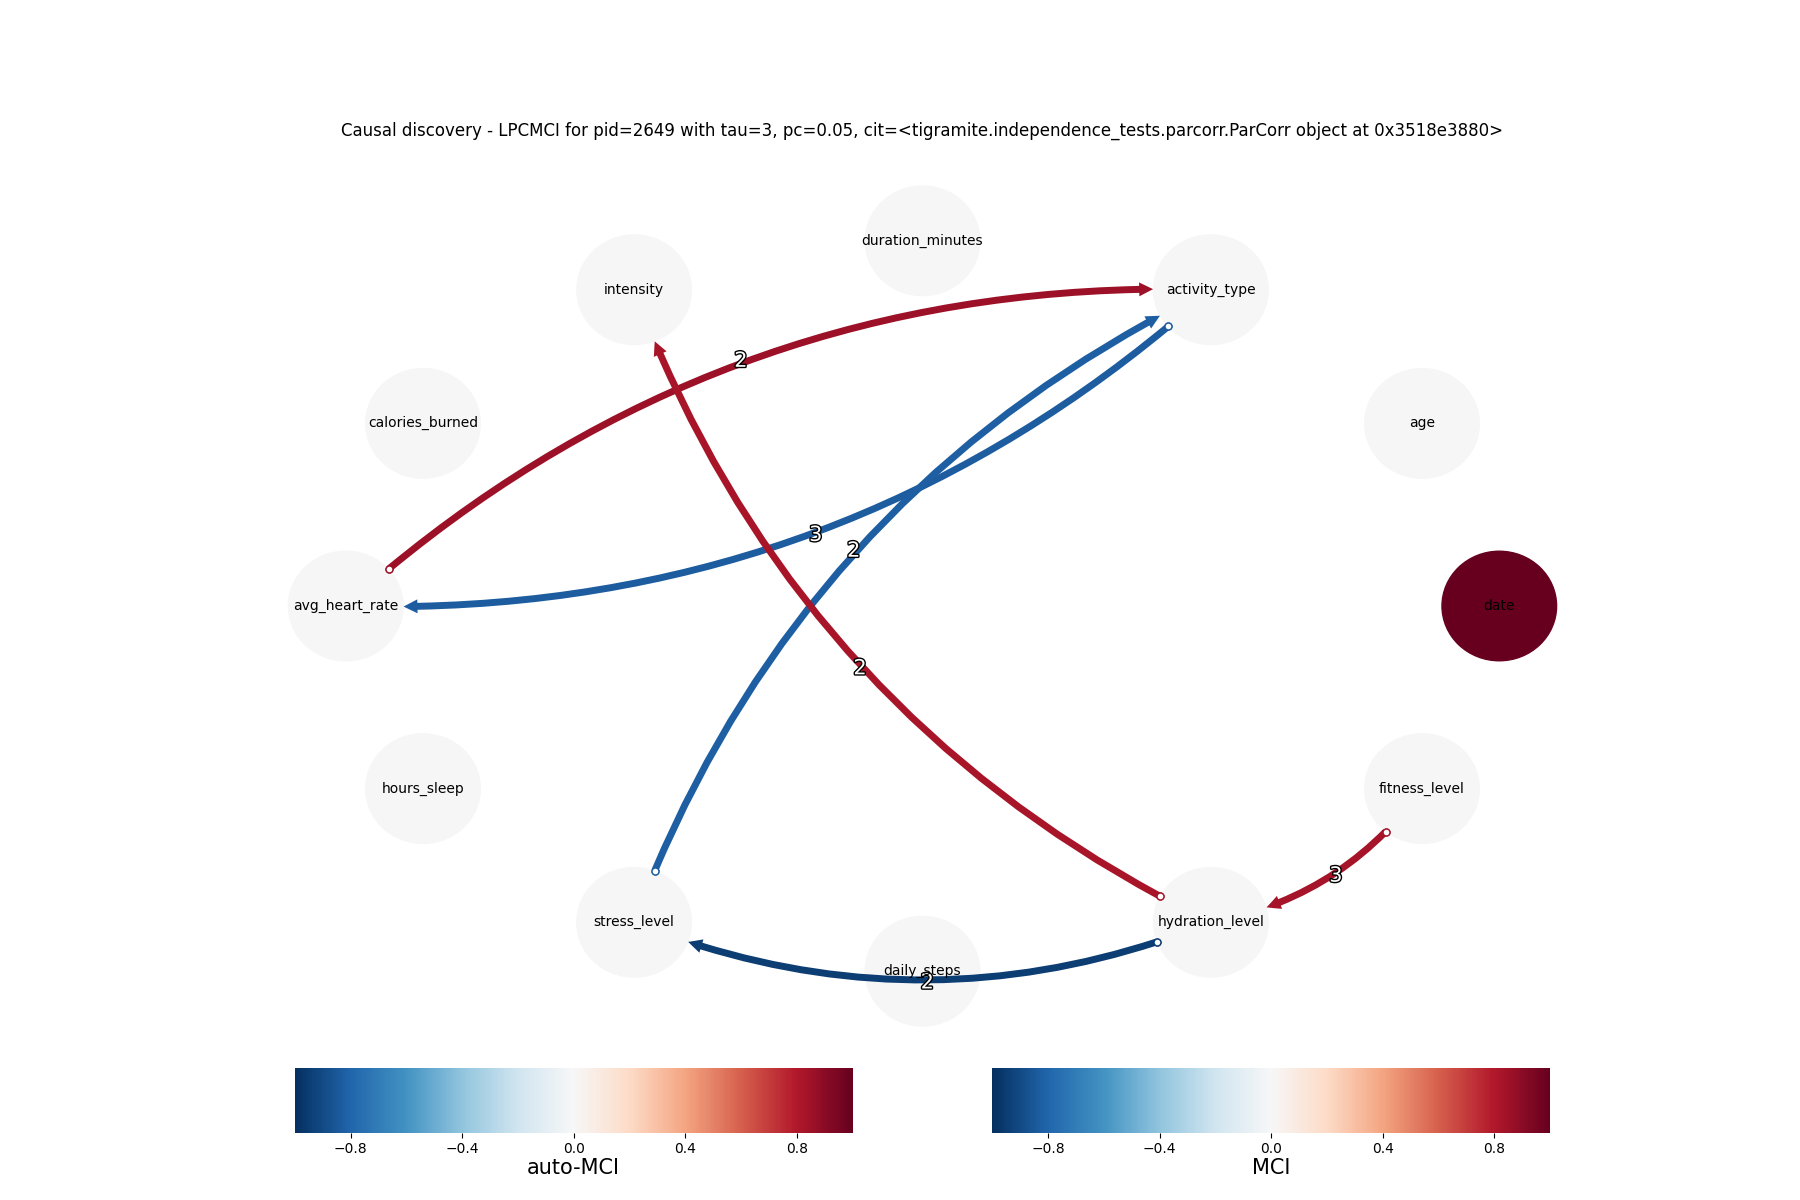 Causal discovery - LPCMCI for pid=2649 with tau=3, pc=0.05, cit=<tigramite.independence_tests.parcorr.ParCorr object at 0x3518e3880>
duration_minutes
intensity
activity_type
2
calories_burned
age
3
2
avg_heart_rate
date
2
hours_sleep
fitness_level
3
stress_level
hydration_level
daily_steps
2
−0.8 −0.4 0.0 0.4 0.8
auto-MCI
−0.8 −0.4 0.0 0.4 0.8
MCI